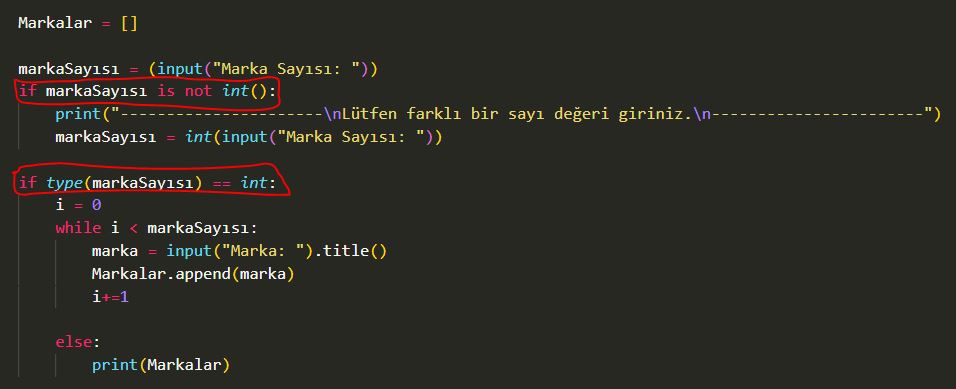 Markalar = []
markaSayısı = (input("Marka Sayısı: "))
if markaSayısı is not int():
print("----------------------\nLütfen farklı bir sayı değeri giriniz.\n-----------------------")
markaSayısı = int(input("Marka Sayısı: "))
if type(markaSayısı) == int:
i = 0
while i < markaSayısı:
marka = input("Marka: ").title()
Markalar.append(marka)
i+=1
else:
print(Markalar)